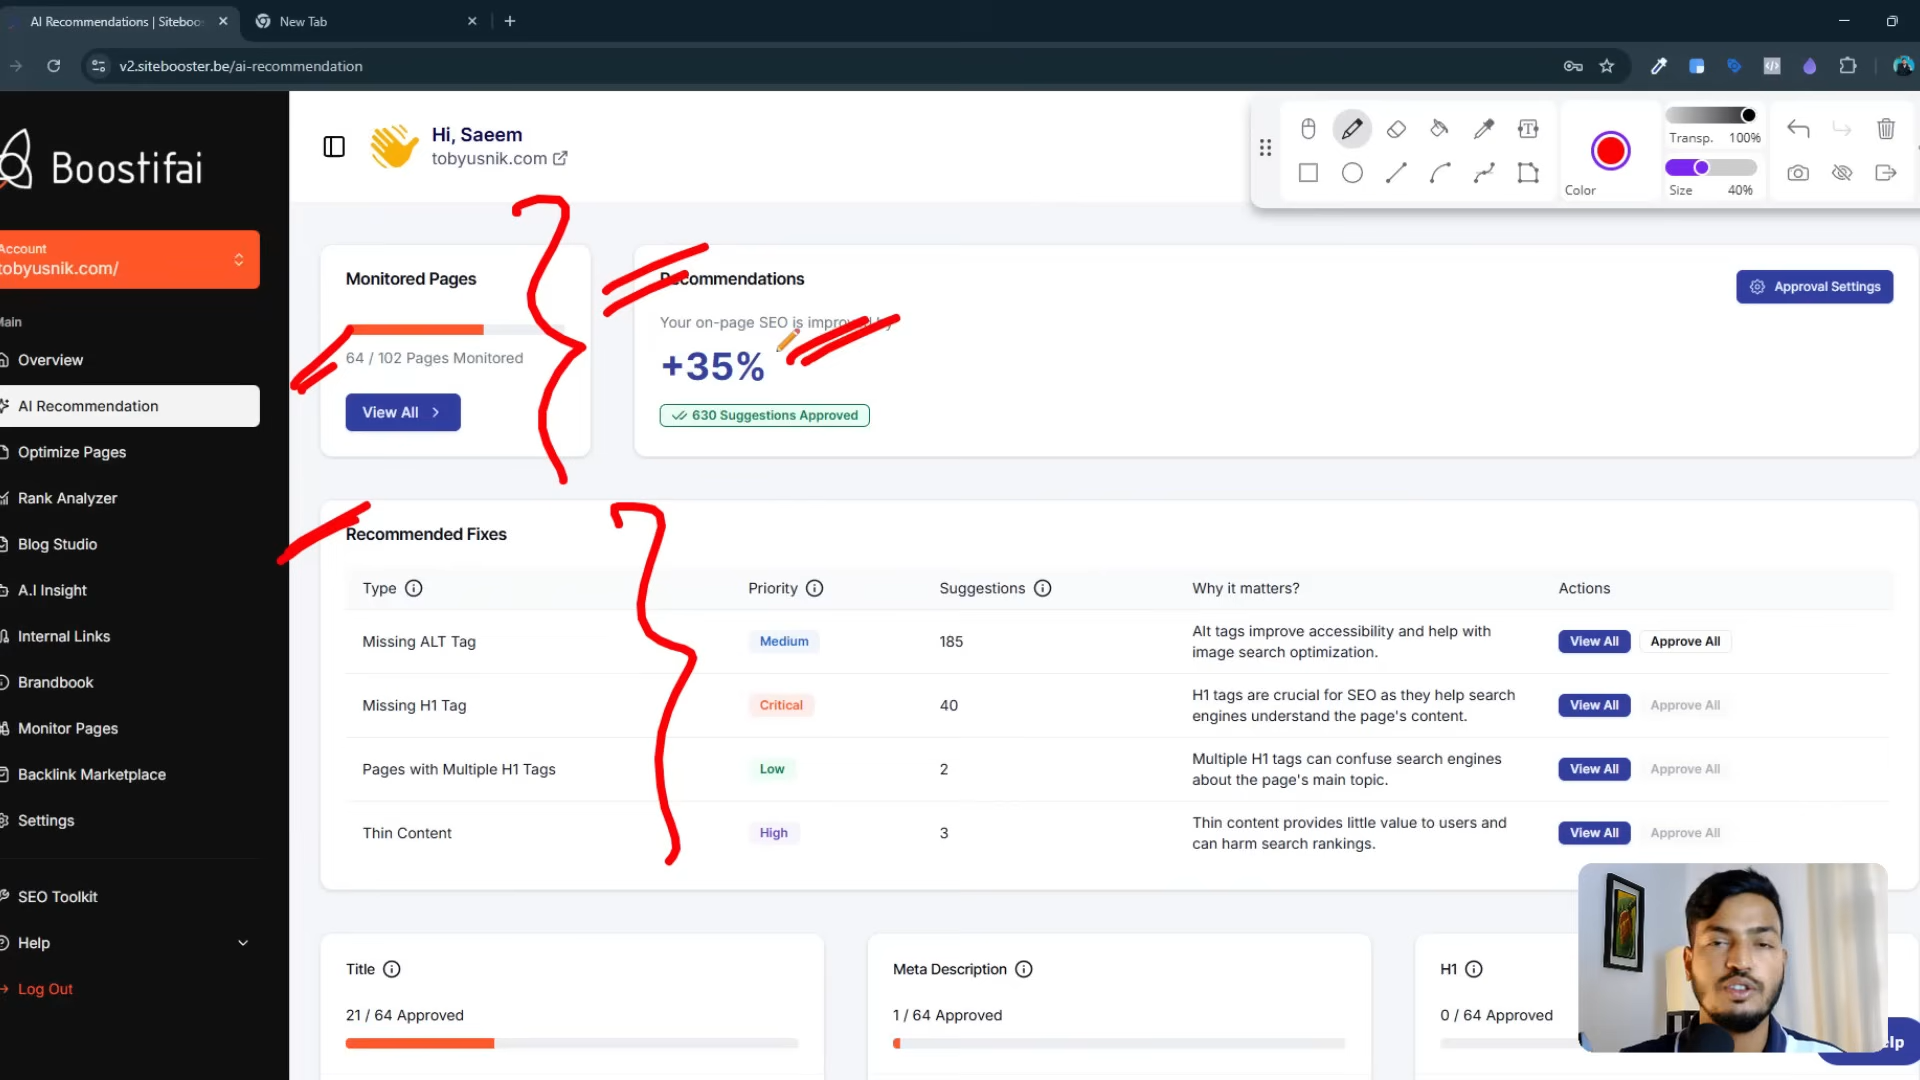 AI Recommendations | Siteboos
New Tab
v2.sitebooster.be/ai-recommendation
Boostifai
Account
tobyusnik.com/
Main
Overview
AI Recommendation
Optimize Pages
Rank Analyzer
Blog Studio
A.I Insight
Internal Links
Brandbook
Monitor Pages
Backlink Marketplace
Settings
SEO Toolkit
Help
Log Out
Hi, Saeem
tobyusnik.com
Color
Transp. 100%
Size 40%
Monitored Pages
64 / 102 Pages Monitored
View All
Recommendations
Your on-page SEO is improved by
+35%
630 Suggestions Approved
Approval Settings
Recommended Fixes
Type Priority Suggestions Why it matters? Actions
Missing ALT Tag Medium 185 Alt tags improve accessibility and help with image search optimization. View All Approve All
Missing H1 Tag Critical 40 H1 tags are crucial for SEO as they help search engines understand the page's content. View All Approve All
Pages with Multiple H1 Tags Low 2 Multiple H1 tags can confuse search engines about the page's main topic. View All Approve All
Thin Content High 3 Thin content provides little value to users and can harm search rankings. View All Approve All
Title
21 / 64 Approved
Meta Description
1 / 64 Approved
H1
0 / 64 Approved